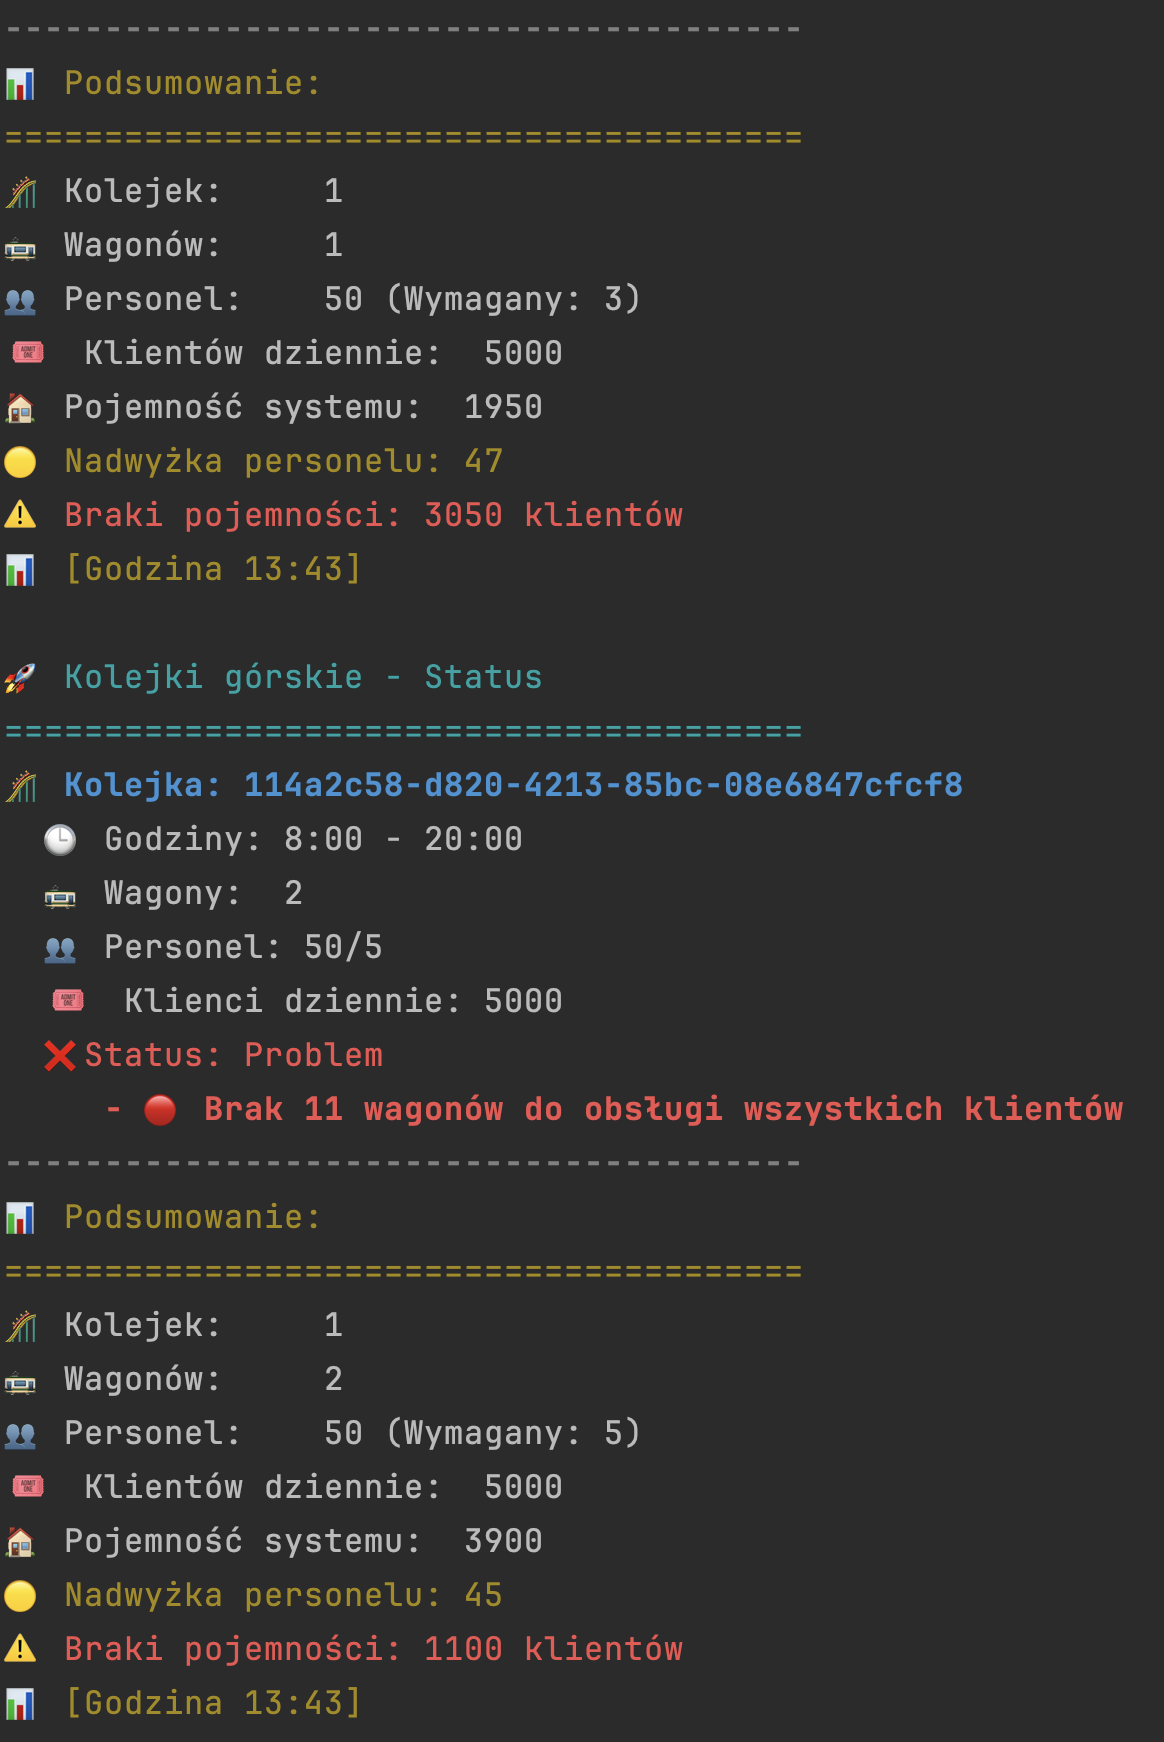 ----------------------------------------
📊 Podsumowanie:
========================================
🎢 Kolejek:     1
🚋 Wagonów:     1
👥 Personel:    50 (Wymagany: 3)
🎟 Klientów dziennie:  5000
🏠 Pojemność systemu:  1950
🟡 Nadwyżka personelu: 47
⚠️ Braki pojemności: 3050 klientów
📊 [Godzina 13:43]

🚀 Kolejki górskie - Status
========================================
🎢 Kolejka: 114a2c58-d820-4213-85bc-08e6847cfcf8
  🕒 Godziny: 8:00 - 20:00
  🚋 Wagony:  2
  👥 Personel: 50/5
  🎟 Klienci dziennie: 5000
  ❌ Status: Problem
     - 🔴 Brak 11 wagonów do obsługi wszystkich klientów
----------------------------------------
📊 Podsumowanie:
========================================
🎢 Kolejek:     1
🚋 Wagonów:     2
👥 Personel:    50 (Wymagany: 5)
🎟 Klientów dziennie:  5000
🏠 Pojemność systemu:  3900
🟡 Nadwyżka personelu: 45
⚠️ Braki pojemności: 1100 klientów
📊 [Godzina 13:43]